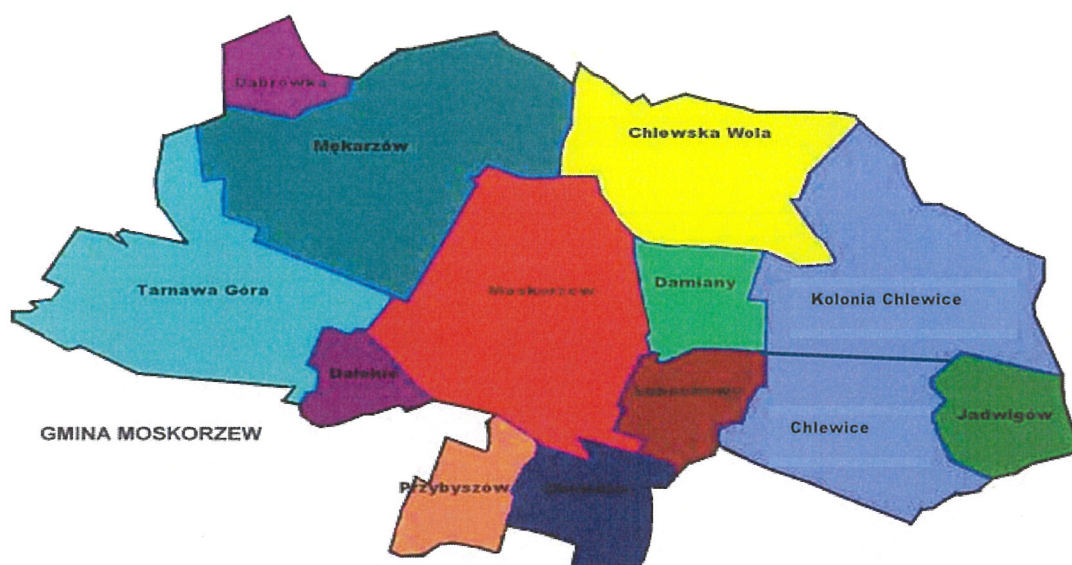 Dąbrówka
Mękarzów
Chlewska Wola
Tarnawa Góra
Moskorzew
Damiany
Kolonia Chlewice
Dalekie
Jadwigów
GMINA MOSKORZEW
Chlewice
Przybyszów